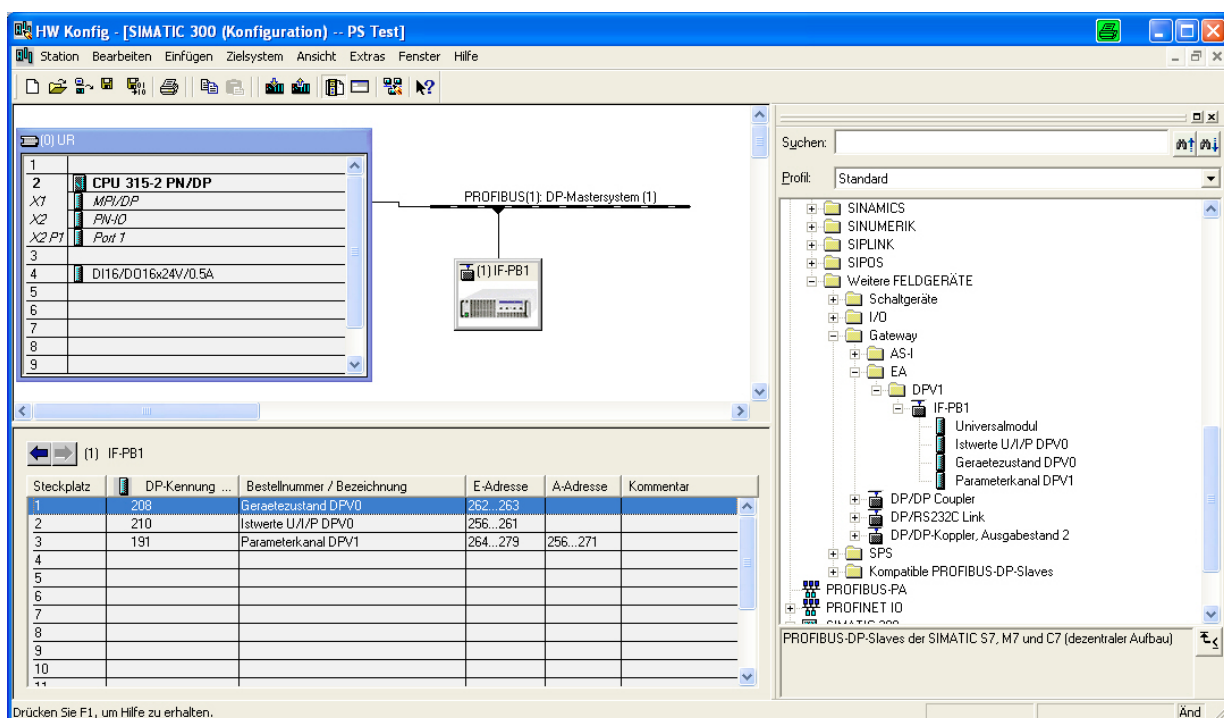 HW Konfig - [SIMATIC 300 (Konfiguration) -- PS Test]
Station Bearbeiten Einfügen Zielsystem Ansicht Extras Fenster Hilfe
(0) UR
1
2 CPU 315-2 PN/DP
X1 MPI/DP
X2 PN-IO
X2 P1 Port 1
3
4 DI16/DO16x24V/0.5A
5
6
7
8
9
PROFIBUS(1): DP-Mastersystem (1)
(1) IF-PB1
(1) IF-PB1
Steckplatz DP-Kennung ... Bestellnummer / Bezeichnung E-Adresse A-Adresse Kommentar
1 208 Geraetezustand DPV0 262...263
2 210 Istwerte U/I/P DPV0 256...261
3 191 Parameterkanal DPV1 264...279 256...271
4
5
6
7
8
9
10
11
Suchen:
Profil: Standard
SINAMICS
SINUMERIK
SIPLINK
SIPOS
Weitere FELDGERÄTE
Schaltgeräte
I/O
Gateway
AS-I
EA
DPV1
IF-PB1
Universalmodul
Istwerte U/I/P DPV0
Geraetezustand DPV0
Parameterkanal DPV1
DP/DP Coupler
DP/RS232C Link
DP/DP-Koppler, Ausgabestand 2
SPS
Kompatible PROFIBUS-DP-Slaves
PROFIBUS-PA
PROFINET IO
SIMATIC 300
PROFIBUS-DP-Slaves der SIMATIC S7, M7 und C7 (dezentraler Aufbau)
Drücken Sie F1, um Hilfe zu erhalten.
Änd